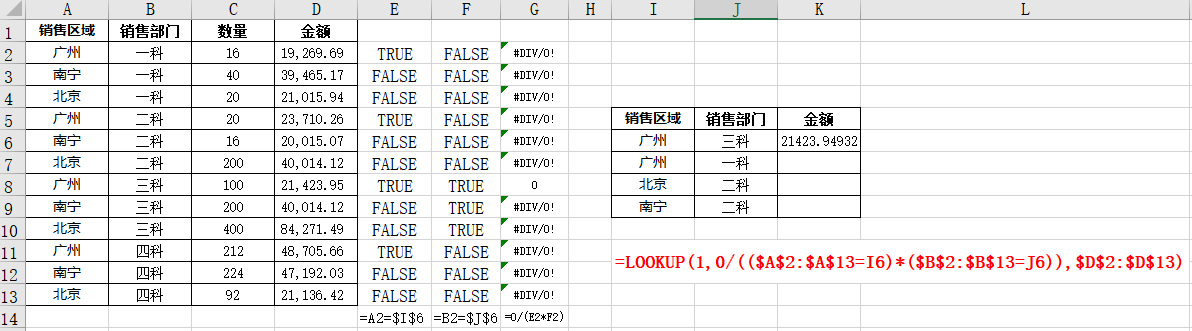 A B C D E F G H I J K L
1 销售区域 销售部门 数量 金额
2 广州 一科 16 19,269.69 TRUE FALSE #DIV/0!
3 南宁 一科 40 39,465.17 FALSE FALSE #DIV/0!
4 北京 一科 20 21,015.94 FALSE FALSE #DIV/0!
5 广州 二科 20 23,710.26 TRUE FALSE #DIV/0! 销售区域 销售部门 金额
6 南宁 二科 16 20,015.07 FALSE FALSE #DIV/0! 广州 三科 21423.94932
7 北京 二科 200 40,014.12 FALSE FALSE #DIV/0! 广州 一科
8 广州 三科 100 21,423.95 TRUE TRUE 0 北京 二科
9 南宁 三科 200 40,014.12 FALSE TRUE #DIV/0! 南宁 二科
10 北京 三科 400 84,271.49 FALSE TRUE #DIV/0!
11 广州 四科 212 48,705.66 TRUE FALSE #DIV/0!
=LOOKUP(1,0/(($A$2:$A$13=I6)*($B$2:$B$13=J6)),$D$2:$D$13)
12 南宁 四科 224 47,192.03 FALSE FALSE #DIV/0!
13 北京 四科 92 21,136.42 FALSE FALSE #DIV/0!
14 =A2=$I$6 =B2=$J$6 =0/(E2*F2)